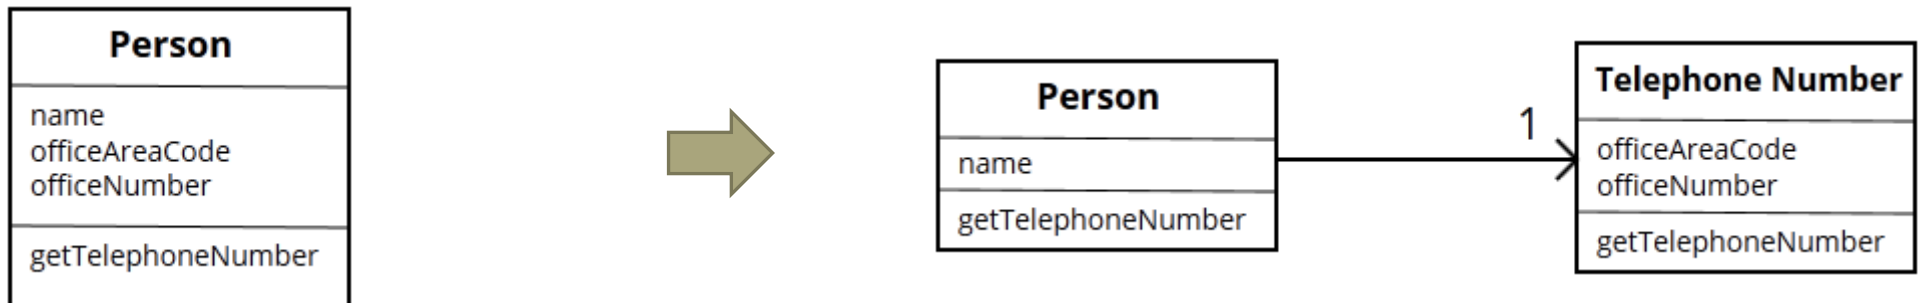 Person
name
officeAreaCode
officeNumber
getTelephoneNumber
Person
name
getTelephoneNumber
1
Telephone Number
officeAreaCode
officeNumber
getTelephoneNumber